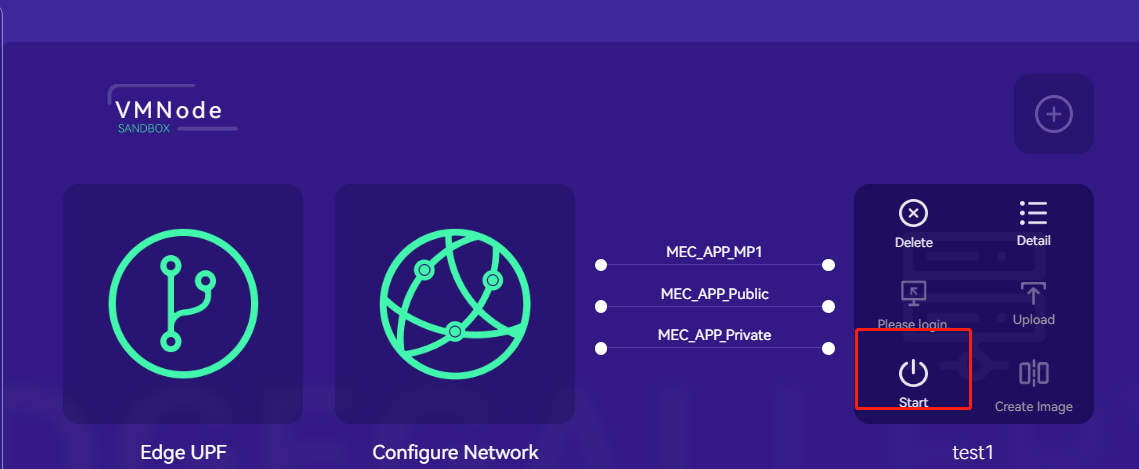 VMNode
SANDBOX
MEC_APP_MP1
MEC_APP_Public
MEC_APP_Private
Delete
Detail
Please login
Upload
Start
Create Image
Edge UPF
Configure Network
test1